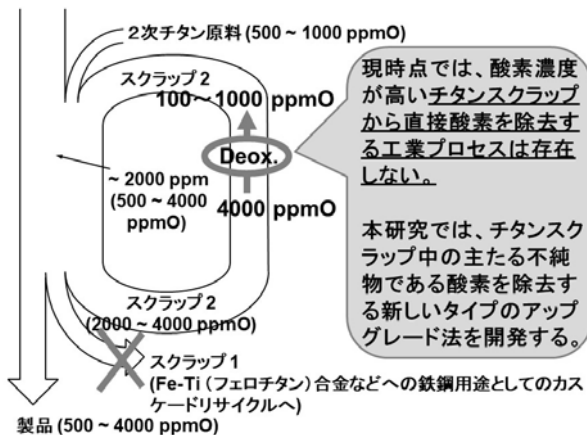 2次チタン原料(500 ~ 1000 ppmO)
スクラップ2
100~1000 ppmO
Deox.
~ 2000 ppm
(500 ~ 4000
ppmO)
4000 ppmO
スクラップ2
(2000 ~ 4000 ppmO)
スクラップ1
(Fe-Ti(フェロチタン)合金などへの鉄鋼用途としてのカス
ケードリサイクルへ)
製品(500 ~ 4000 ppmO)
現時点では、酸素濃度
が高いチタンスクラップ
から直接酸素を除去す
る工業プロセスは存在
しない。
本研究では、チタンスク
ラップ中の主たる不純
物である酸素を除去す
る新しいタイプのアップ
グレード法を開発する。